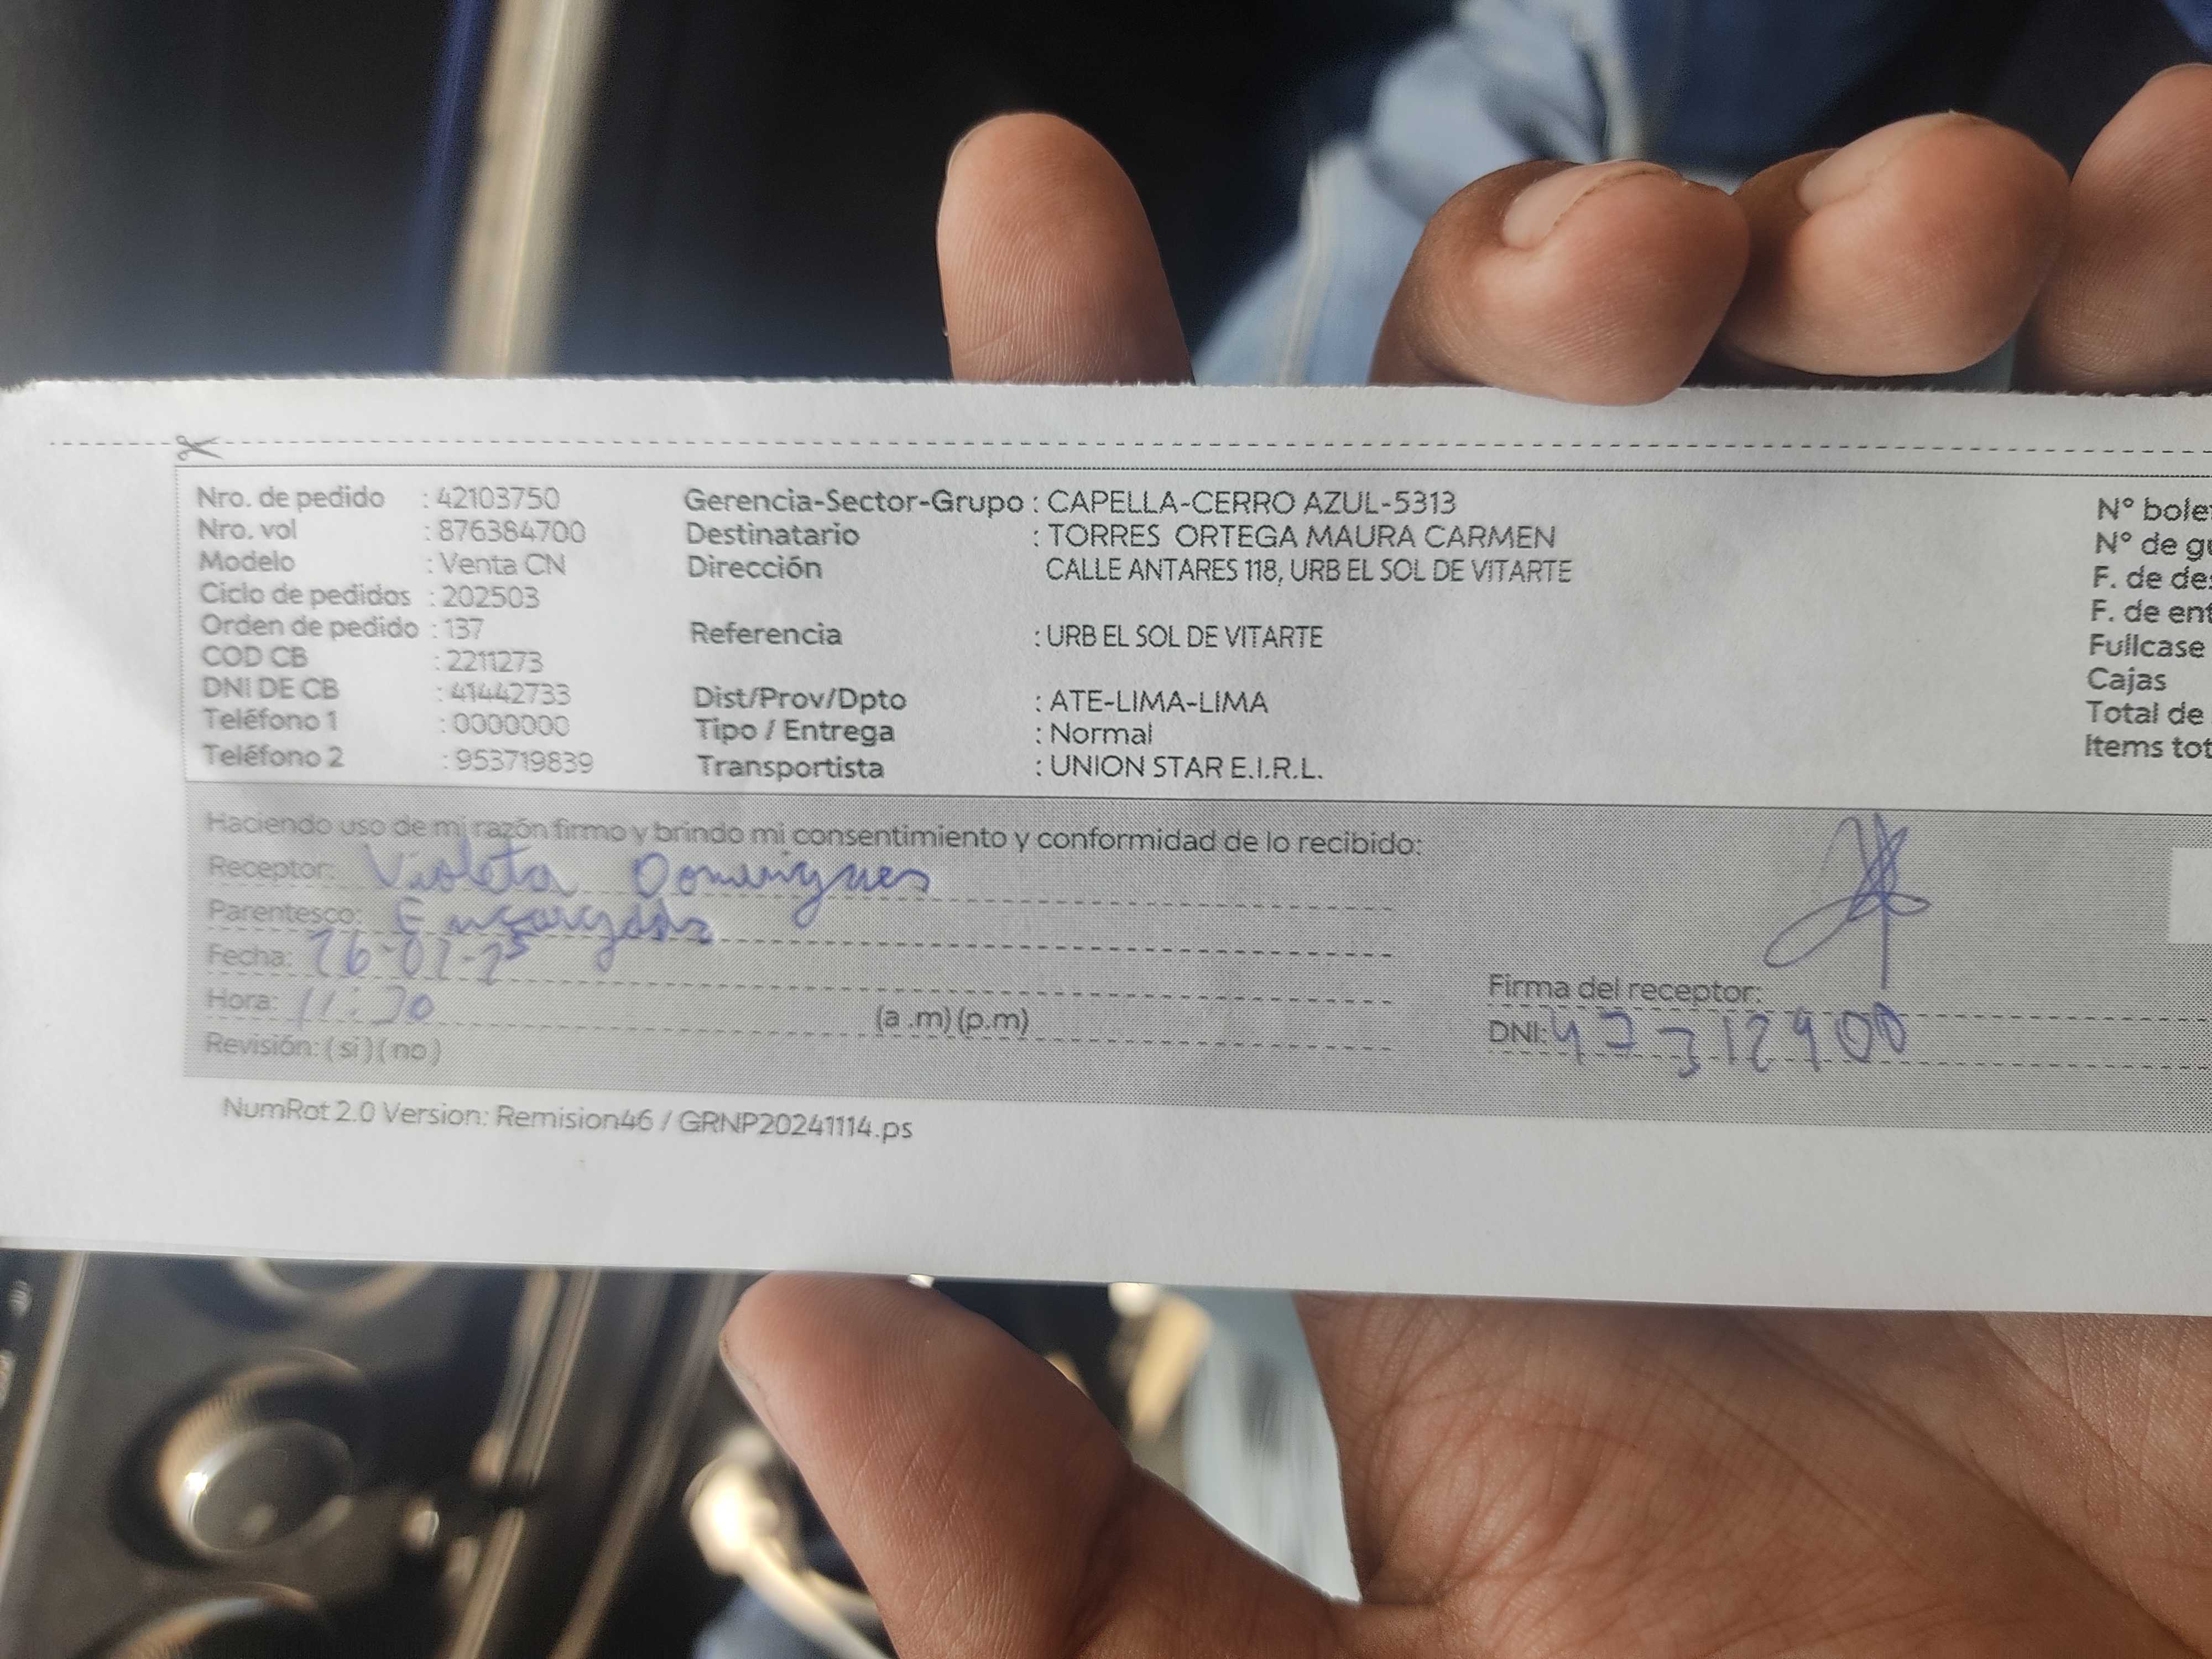 Nro. de pedido : 42103750
Nro. vol : 876384700
Modelo : Venta CN
Ciclo de pedidos : 202503
Orden de pedido : 137
COD CB : 2211273
DNI DE CB : 41442733
Teléfono 1 : 0000000
Teléfono 2 : 953719839
Gerencia-Sector-Grupo : CAPELLA-CERRO AZUL-5313
Destinatario : TORRES ORTEGA MAURA CARMEN
Dirección CALLE ANTARES 118, URB EL SOL DE VITARTE
Referencia : URB EL SOL DE VITARTE
Dist/Prov/Dpto : ATE-LIMA-LIMA
Tipo / Entrega : Normal
Transportista : UNION STAR E.I.R.L.
N° bole
N° de gu
F. de des
F. de ent
Fullcase
Cajas
Total de
Items tot
Haciendo uso de mi razón firmo y brindo mi consentimiento y conformidad de lo recibido:
Receptor: Violeta Domingues
Parentesco: Encargada
Fecha:
Hora: (a .m) (p.m)
Revisión: ( si ) ( no )
Firma del receptor:
DNI: 47312900
NumRot 2.0 Version: Remision46 / GRNP20241114.ps